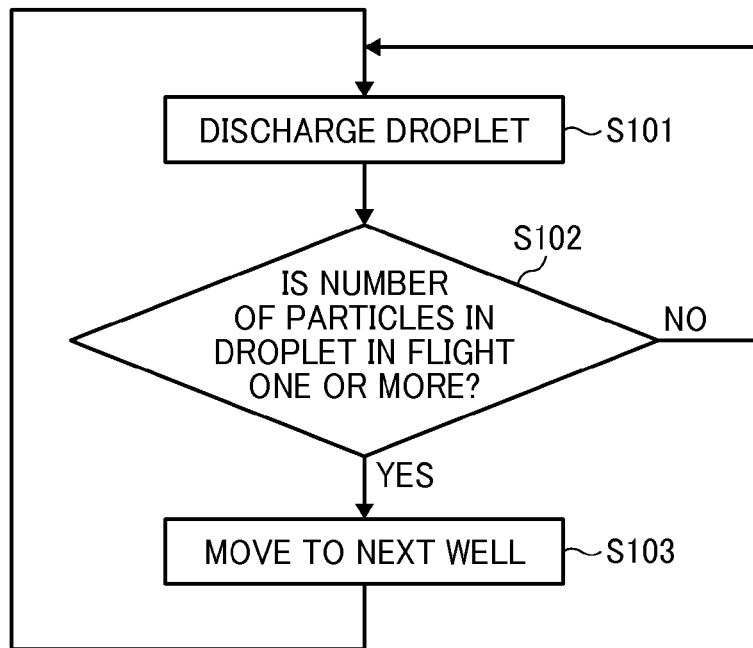 DISCHARGE DROPLET
S101
S102
IS NUMBER
OF PARTICLES IN
DROPLET IN FLIGHT
ONE OR MORE?
NO
YES
MOVE TO NEXT WELL
S103